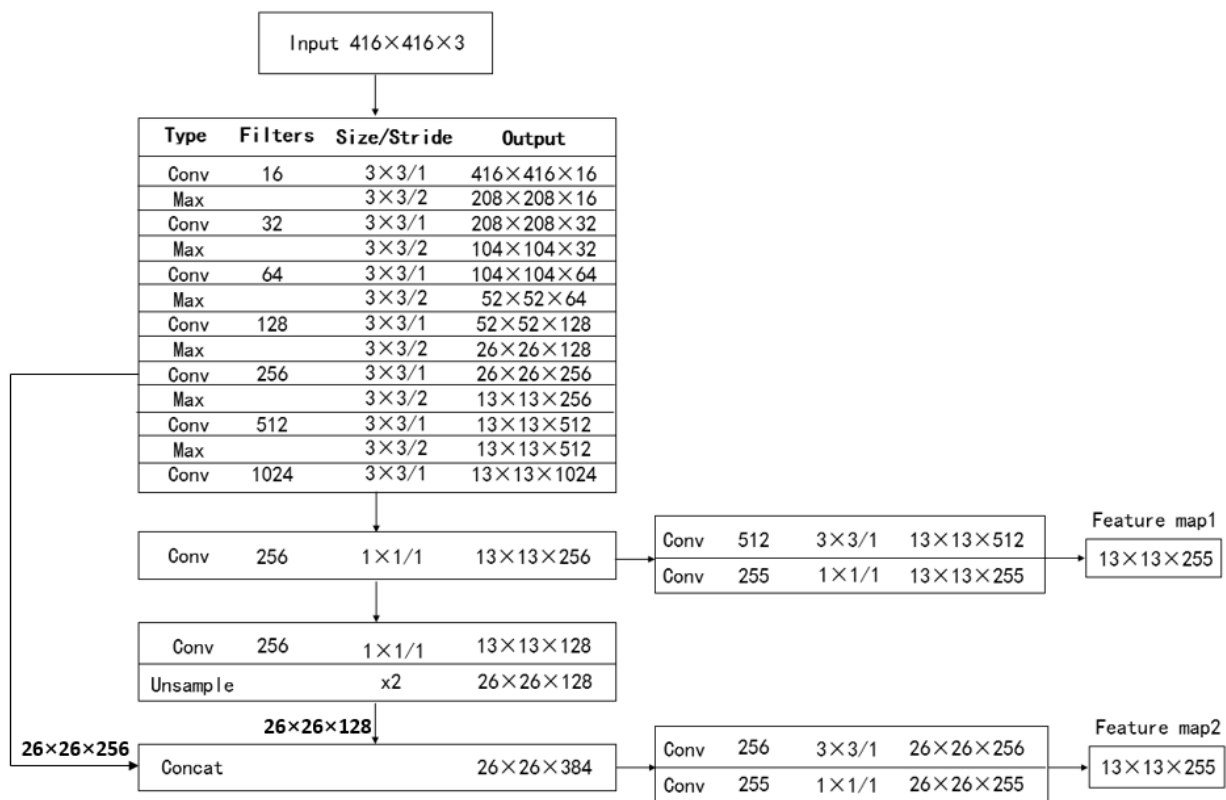 Input 416×416×3
Type Filters Size/Stride Output
Conv 16 3×3/1 416×416×16
Max 3×3/2 208×208×16
Conv 32 3×3/1 208×208×32
Max 3×3/2 104×104×32
Conv 64 3×3/1 104×104×64
Max 3×3/2 52×52×64
Conv 128 3×3/1 52×52×128
Max 3×3/2 26×26×128
Conv 256 3×3/1 26×26×256
Max 3×3/2 13×13×256
Conv 512 3×3/1 13×13×512
Max 3×3/2 13×13×512
Conv 1024 3×3/1 13×13×1024
Conv 256 1×1/1 13×13×256
Conv 512 3×3/1 13×13×512
Conv 255 1×1/1 13×13×255
Feature map1
13×13×255
Conv 256 1×1/1 13×13×128
Unsample x2 26×26×128
26×26×128
26×26×256
Concat 26×26×384
Conv 256 3×3/1 26×26×256
Conv 255 1×1/1 26×26×255
Feature map2
13×13×255